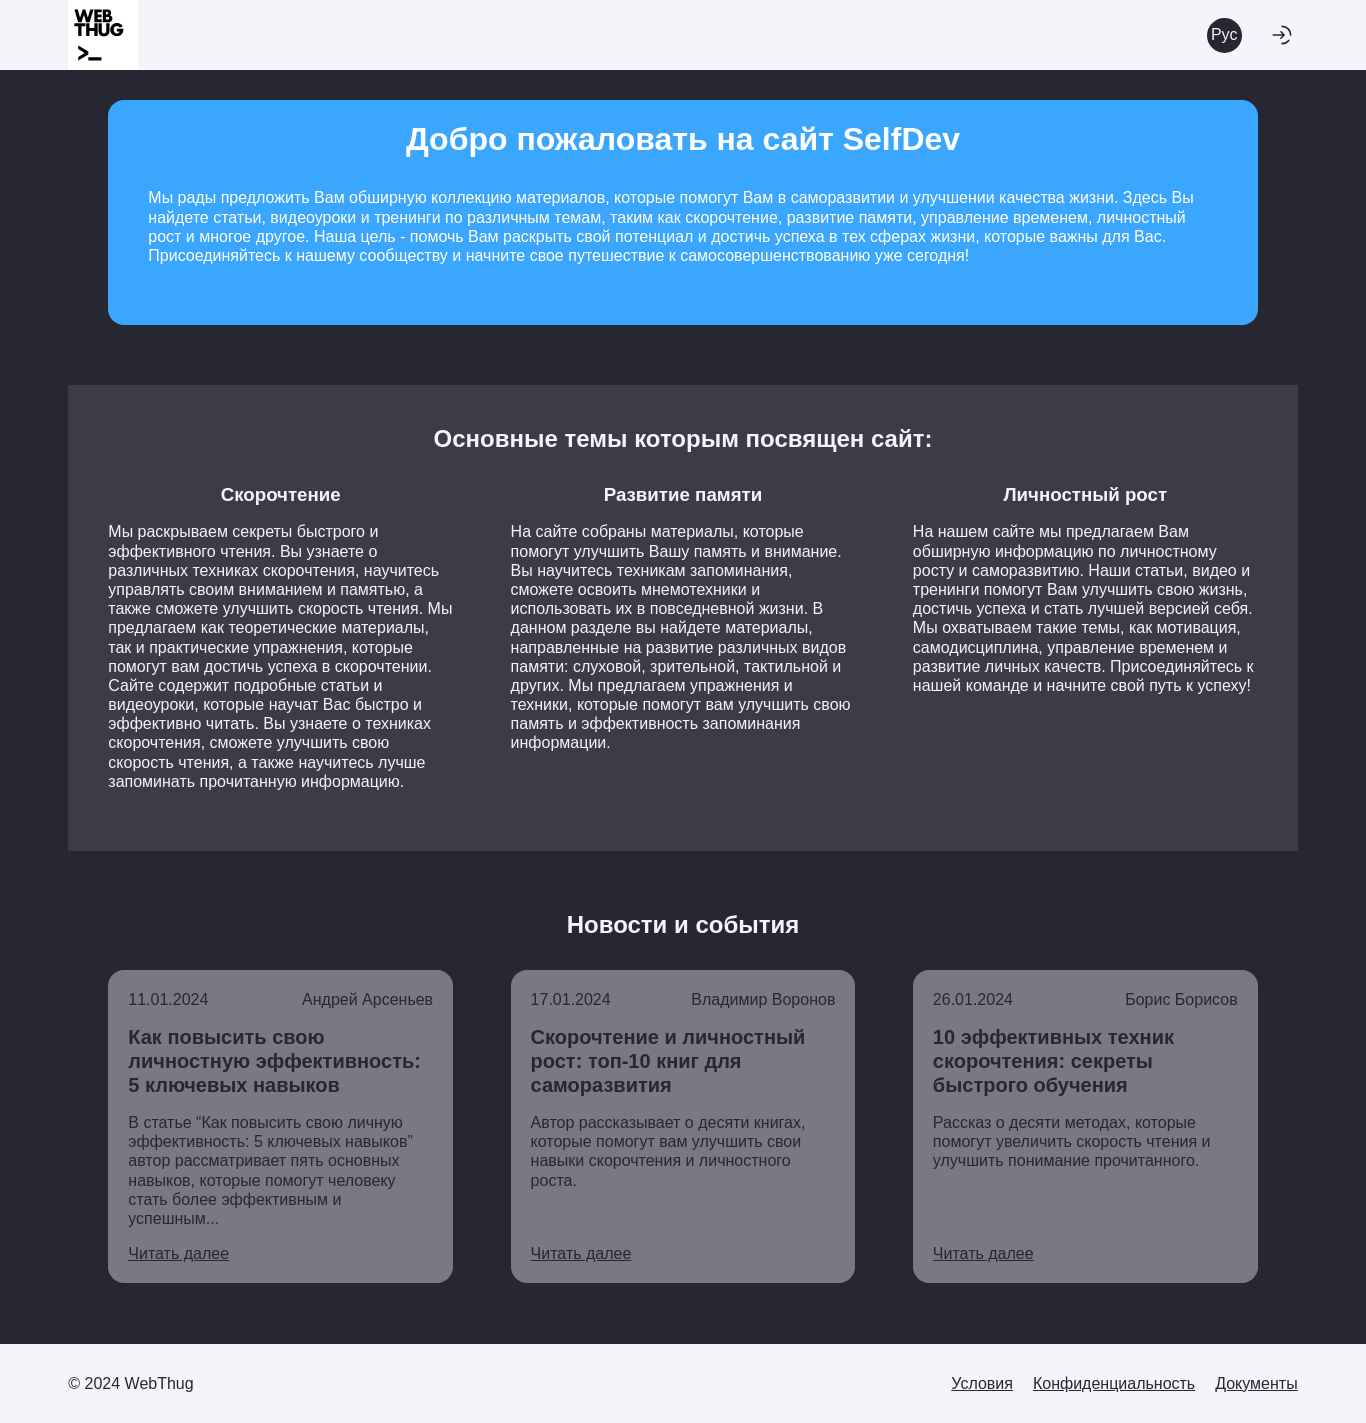 WEB
THUG
>_
Рус
Добро пожаловать на сайт SelfDev
Мы рады предложить Вам обширную коллекцию материалов, которые помогут Вам в саморазвитии и улучшении качества жизни. Здесь Вы
найдете статьи, видеоуроки и тренинги по различным темам, таким как скорочтение, развитие памяти, управление временем, личностный
рост и многое другое. Наша цель - помочь Вам раскрыть свой потенциал и достичь успеха в тех сферах жизни, которые важны для Вас.
Присоединяйтесь к нашему сообществу и начните свое путешествие к самосовершенствованию уже сегодня!
Основные темы которым посвящен сайт:
Скорочтение
Мы раскрываем секреты быстрого и
эффективного чтения. Вы узнаете о
различных техниках скорочтения, научитесь
управлять своим вниманием и памятью, а
также сможете улучшить скорость чтения. Мы
предлагаем как теоретические материалы,
так и практические упражнения, которые
помогут вам достичь успеха в скорочтении.
Сайте содержит подробные статьи и
видеоуроки, которые научат Вас быстро и
эффективно читать. Вы узнаете о техниках
скорочтения, сможете улучшить свою
скорость чтения, а также научитесь лучше
запоминать прочитанную информацию.
Развитие памяти
На сайте собраны материалы, которые
помогут улучшить Вашу память и внимание.
Вы научитесь техникам запоминания,
сможете освоить мнемотехники и
использовать их в повседневной жизни. В
данном разделе вы найдете материалы,
направленные на развитие различных видов
памяти: слуховой, зрительной, тактильной и
других. Мы предлагаем упражнения и
техники, которые помогут вам улучшить свою
память и эффективность запоминания
информации.
Личностный рост
На нашем сайте мы предлагаем Вам
обширную информацию по личностному
росту и саморазвитию. Наши статьи, видео и
тренинги помогут Вам улучшить свою жизнь,
достичь успеха и стать лучшей версией себя.
Мы охватываем такие темы, как мотивация,
самодисциплина, управление временем и
развитие личных качеств. Присоединяйтесь к
нашей команде и начните свой путь к успеху!
Новости и события
11.01.2024 Андрей Арсеньев
Как повысить свою
личностную эффективность:
5 ключевых навыков
В статье “Как повысить свою личную
эффективность: 5 ключевых навыков”
автор рассматривает пять основных
навыков, которые помогут человеку
стать более эффективным и
успешным...
Читать далее
17.01.2024 Владимир Воронов
Скорочтение и личностный
рост: топ-10 книг для
саморазвития
Автор рассказывает о десяти книгах,
которые помогут вам улучшить свои
навыки скорочтения и личностного
роста.
Читать далее
26.01.2024 Борис Борисов
10 эффективных техник
скорочтения: секреты
быстрого обучения
Рассказ о десяти методах, которые
помогут увеличить скорость чтения и
улучшить понимание прочитанного.
Читать далее
© 2024 WebThug
Условия Конфиденциальность Документы